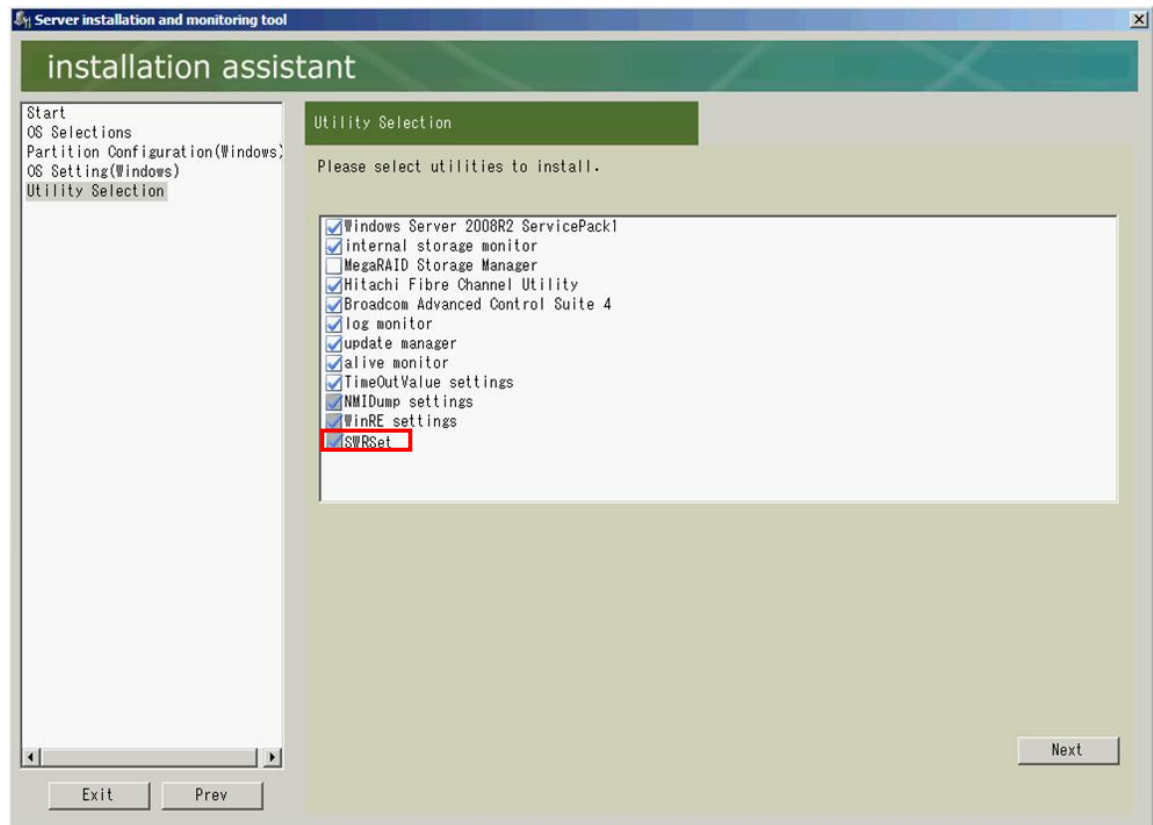 Server installation and monitoring tool
installation assistant
Start
OS Selections
Partition Configuration(Windows)
OS Setting(Windows)
Utility Selection
Utility Selection
Please select utilities to install.
Windows Server 2008R2 ServicePack1
internal storage monitor
MegaRAID Storage Manager
Hitachi Fibre Channel Utility
Broadcom Advanced Control Suite 4
log monitor
update manager
alive monitor
TimeOutValue settings
NMIDump settings
WinRE settings
SWRSet
Next
Exit
Prev